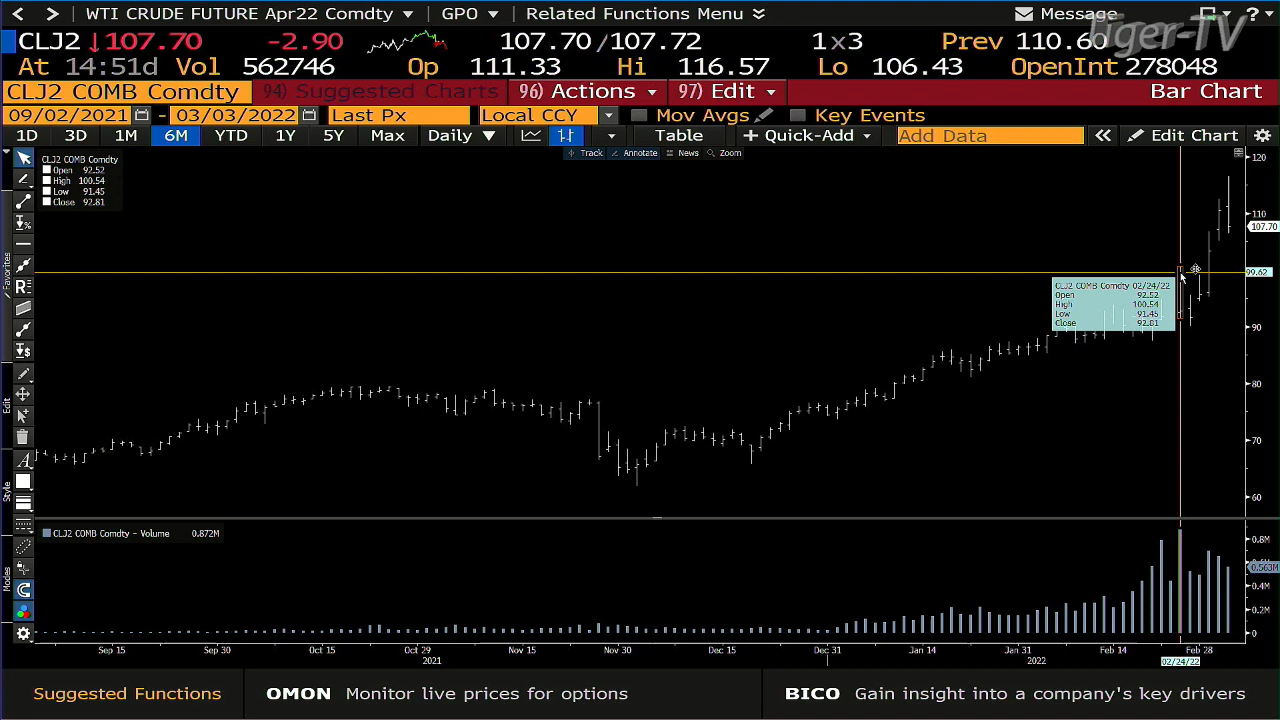 WTI CRUDE FUTURE Apr22 Comdty GPO Related Functions Menu Message ?
CLJ2 ↓107.70 -2.90 107.70/107.72 1×3 Prev 110.60
At 14:51d Vol 562746 Op 111.33 Hi 116.57 Lo 106.43 OpenInt 278048
CLJ2 COMB Comdty 94) Suggested Charts 96) Actions 97) Edit Bar Chart
09/02/2021 - 03/03/2022 Last Px Local CCY Mov Avgs Key Events
1D 3D 1M 6M YTD 1Y 5Y Max Daily Table + Quick-Add Add Data « Edit Chart
Track Annotate News Zoom
CLJ2 COMB Comdty
Open 92.52
High 100.54
Low 91.45
Close 92.81
120
110
107.70
99.62
90
80
70
60
CLJ2 COMB Comdty 02/24/22
Open 92.52
High 100.54
Low 91.45
Close 92.81
Favorites
Edit
Style
Modes
CLJ2 COMB Comdty - Volume 0.872M
0.8M
0.563M
0.4M
0.2M
0
Sep 15 Sep 30 Oct 15 Oct 29 Nov 15 Nov 30 Dec 15 Dec 31 Jan 14 Jan 31 Feb 14 Feb 28
2021 2022 02/24/22
Suggested Functions OMON Monitor live prices for options BICO Gain insight into a company's key drivers